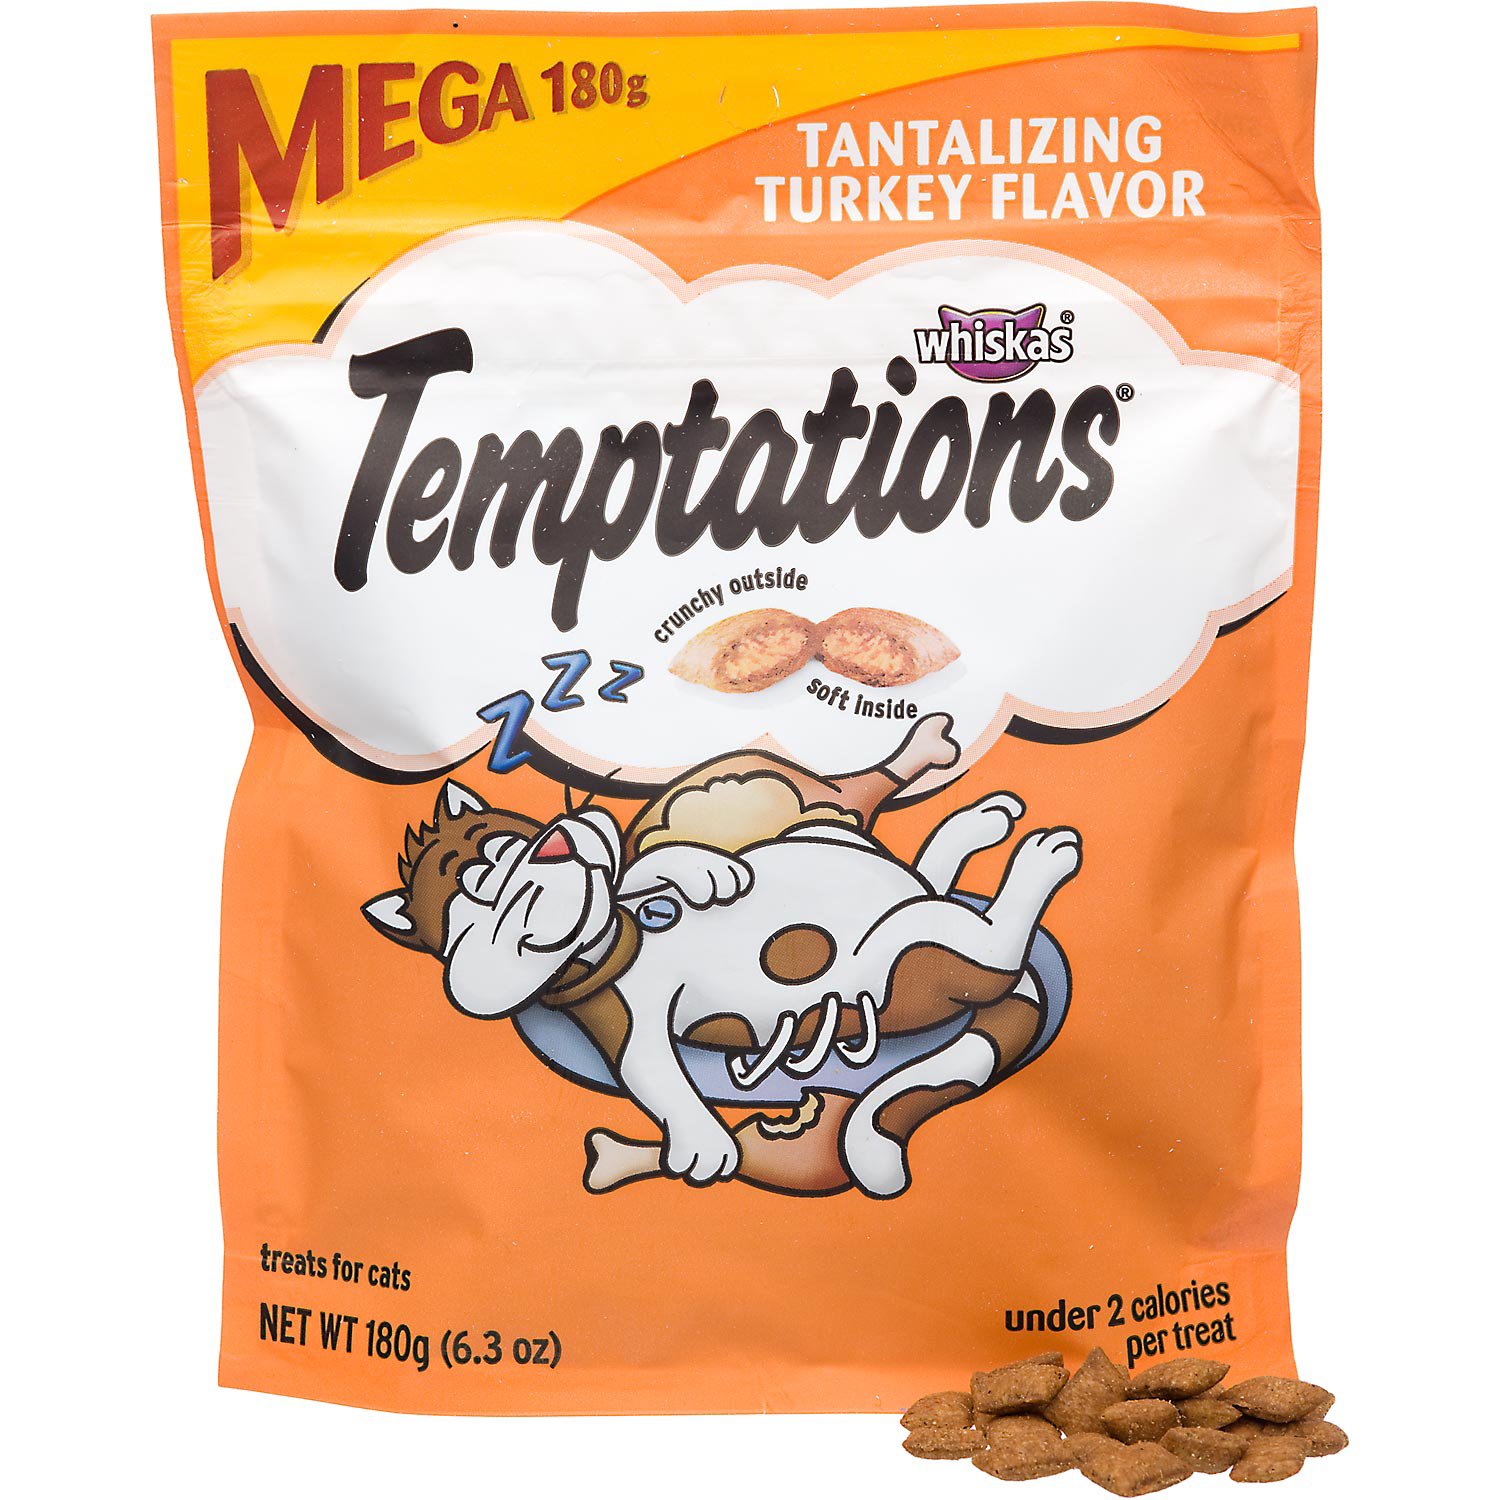 MEGA 180g
TANTALIZING
TURKEY FLAVOR
whiskas®
Temptations®
crunchy outside
soft inside
Z Z Z
T
treats for cats
NET WT 180g (6.3 oz)
under 2 calories
per treat